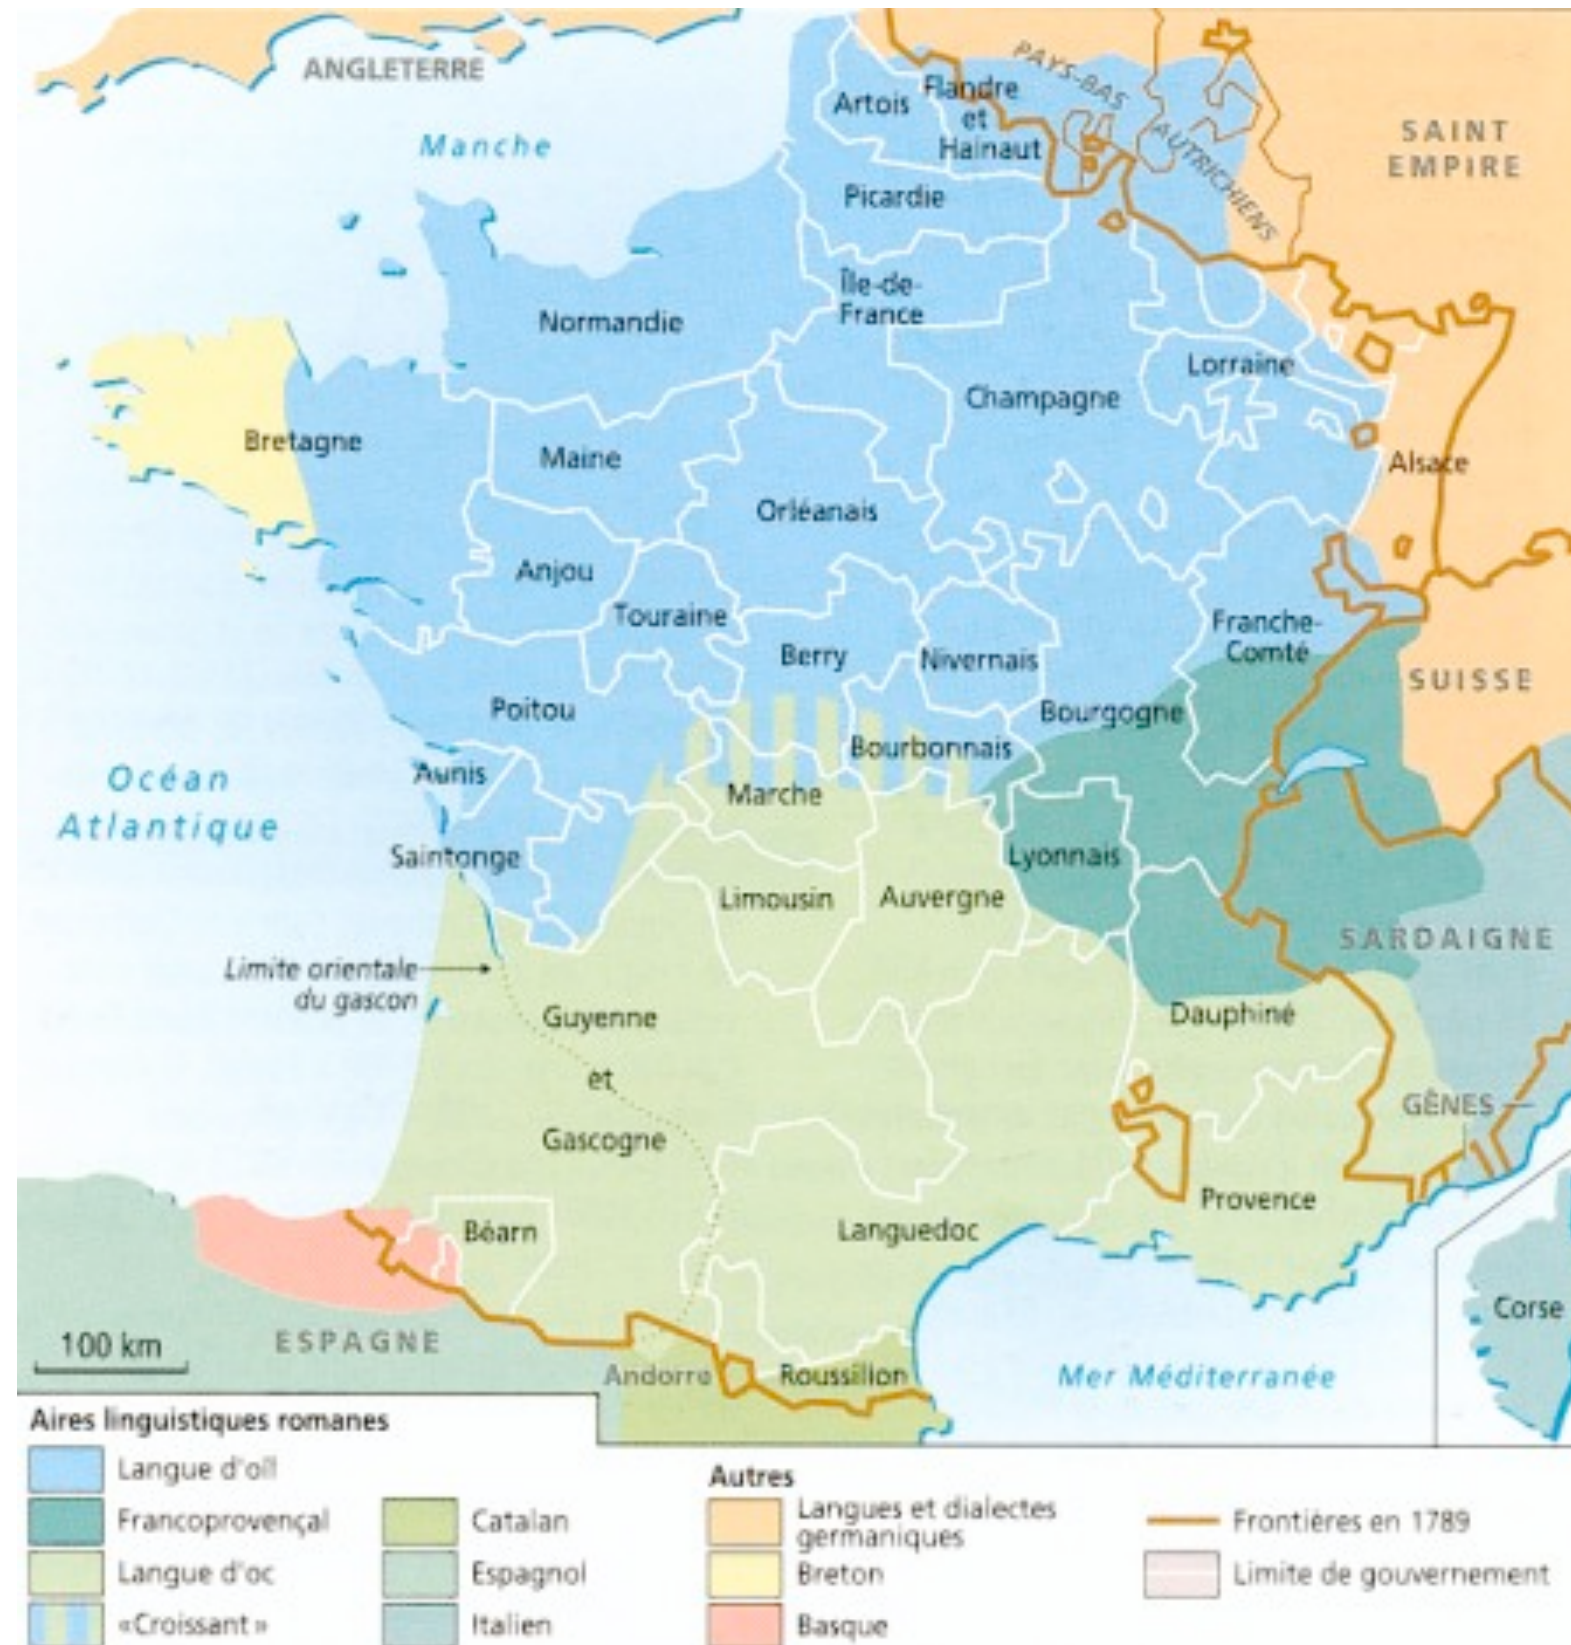 ANGLETERRE
Manche
PAYS-BAS
AUTRICHIENS
SAINT
EMPIRE
Artois
Flandre
et
Hainaut
Picardie
Île-de-
France
Normandie
Lorraine
Champagne
Alsace
Bretagne
Maine
Orléanais
Anjou
Touraine
Berry
Nivernais
Franche-
Comté
Poitou
Bourgogne
SUISSE
Bourbonnais
Océan
Atlantique
Aunis
Marche
Saintonge
Lyonnais
Limousin
Auvergne
SARDAIGNE
Limite orientale
du gascon
Guyenne
et
Gascogne
Dauphiné
GÊNES
Provence
Béarn
Languedoc
Corse
ESPAGNE
100 km
Andorre
Roussillon
Mer Méditerranée
Aires linguistiques romanes
Langue d'oïl
Francoprovençal
Langue d'oc
«Croissant»
Catalan
Espagnol
Italien
Autres
Langues et dialectes
germaniques
Breton
Basque
Frontières en 1789
Limite de gouvernement